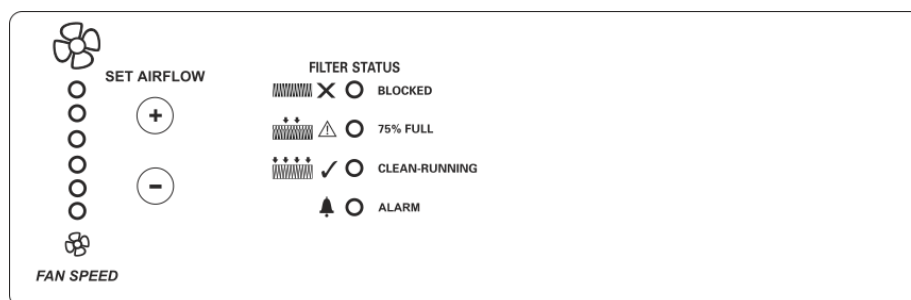 SET AIRFLOW
+
-
FAN SPEED
FILTER STATUS
BLOCKED
75% FULL
CLEAN-RUNNING
ALARM